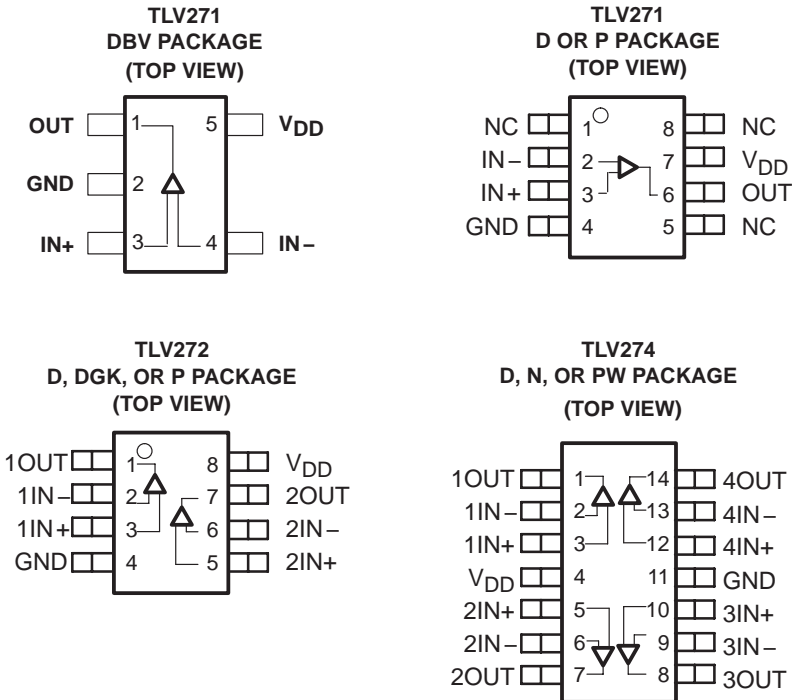 TLV271
DBV PACKAGE
(TOP VIEW)
OUT 1 5 VDD
GND 2
IN+ 3 4 IN−
TLV271
D OR P PACKAGE
(TOP VIEW)
NC 1 8 NC
IN− 2 7 VDD
IN+ 3 6 OUT
GND 4 5 NC
TLV272
D, DGK, OR P PACKAGE
(TOP VIEW)
1OUT 1 8 VDD
1IN− 2 7 2OUT
1IN+ 3 6 2IN−
GND 4 5 2IN+
TLV274
D, N, OR PW PACKAGE
(TOP VIEW)
1OUT 1 14 4OUT
1IN− 2 13 4IN−
1IN+ 3 12 4IN+
VDD 4 11 GND
2IN+ 5 10 3IN+
2IN− 6 9 3IN−
2OUT 7 8 3OUT